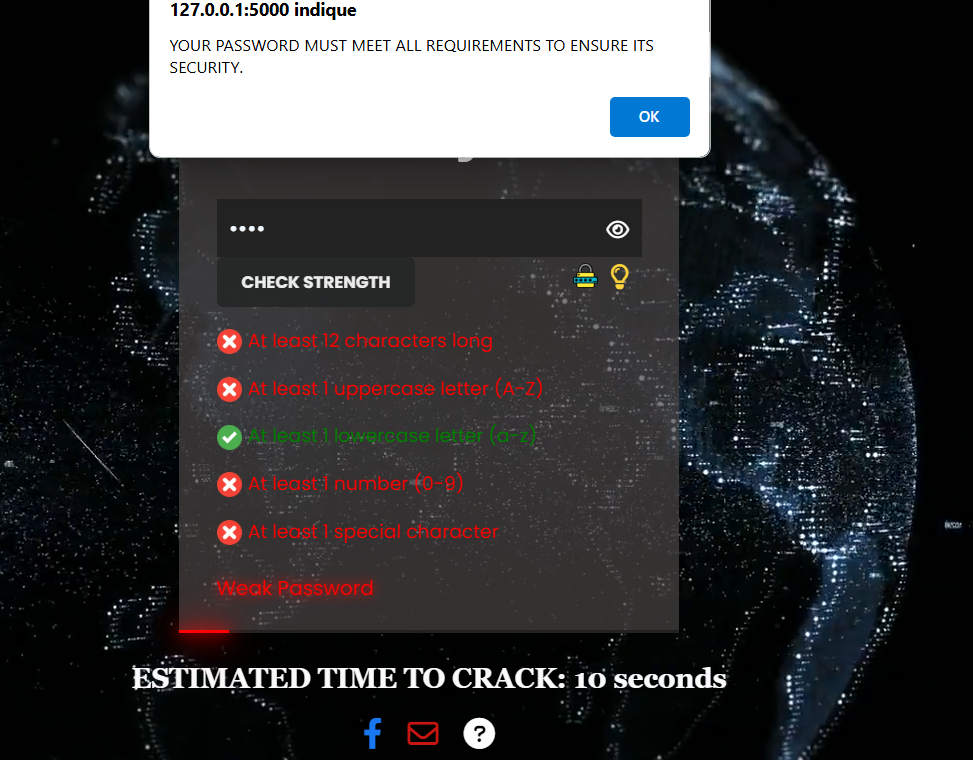 127.0.0.1:5000 indique
YOUR PASSWORD MUST MEET ALL REQUIREMENTS TO ENSURE ITS
SECURITY.
OK
••••
CHECK STRENGTH
At least 12 characters long
At least 1 uppercase letter (A-Z)
At least 1 lowercase letter (a-z)
At least 1 number (0-9)
At least 1 special character
Weak Password
ESTIMATED TIME TO CRACK: 10 seconds
?